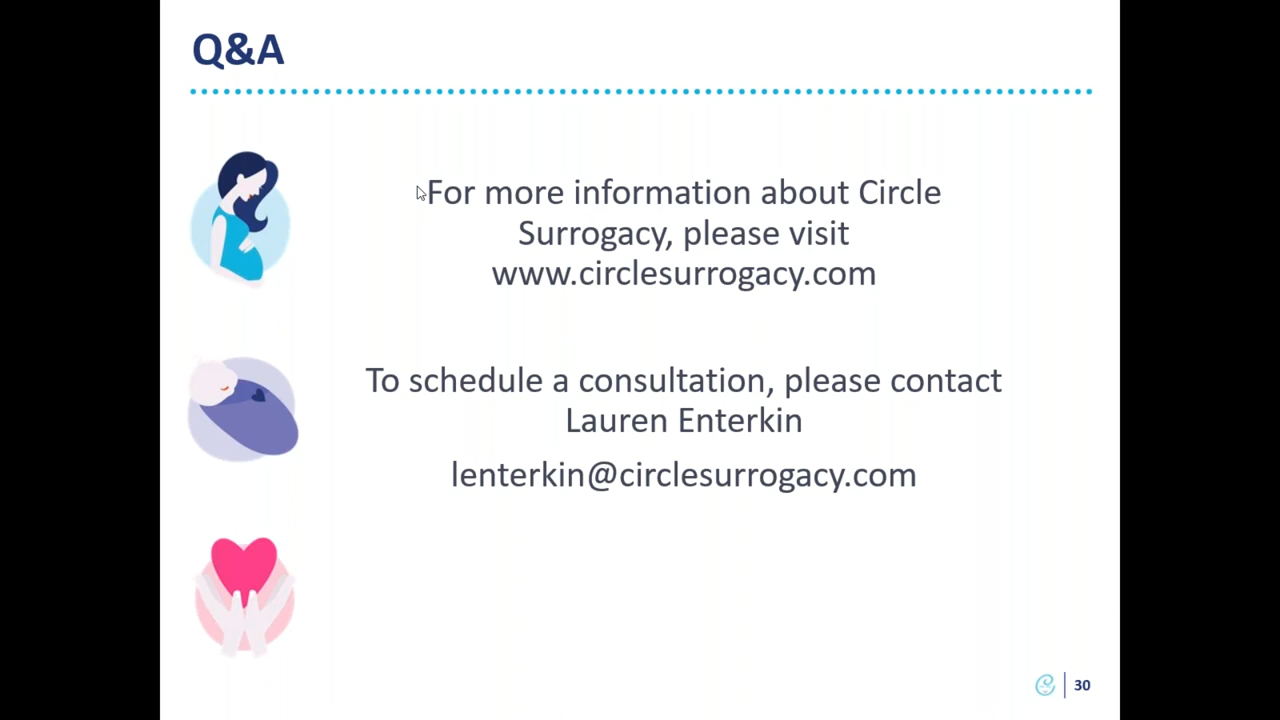 Q&A
For more information about Circle
Surrogacy, please visit
www.circlesurrogacy.com
To schedule a consultation, please contact
Lauren Enterkin
lenterkin@circlesurrogacy.com
30